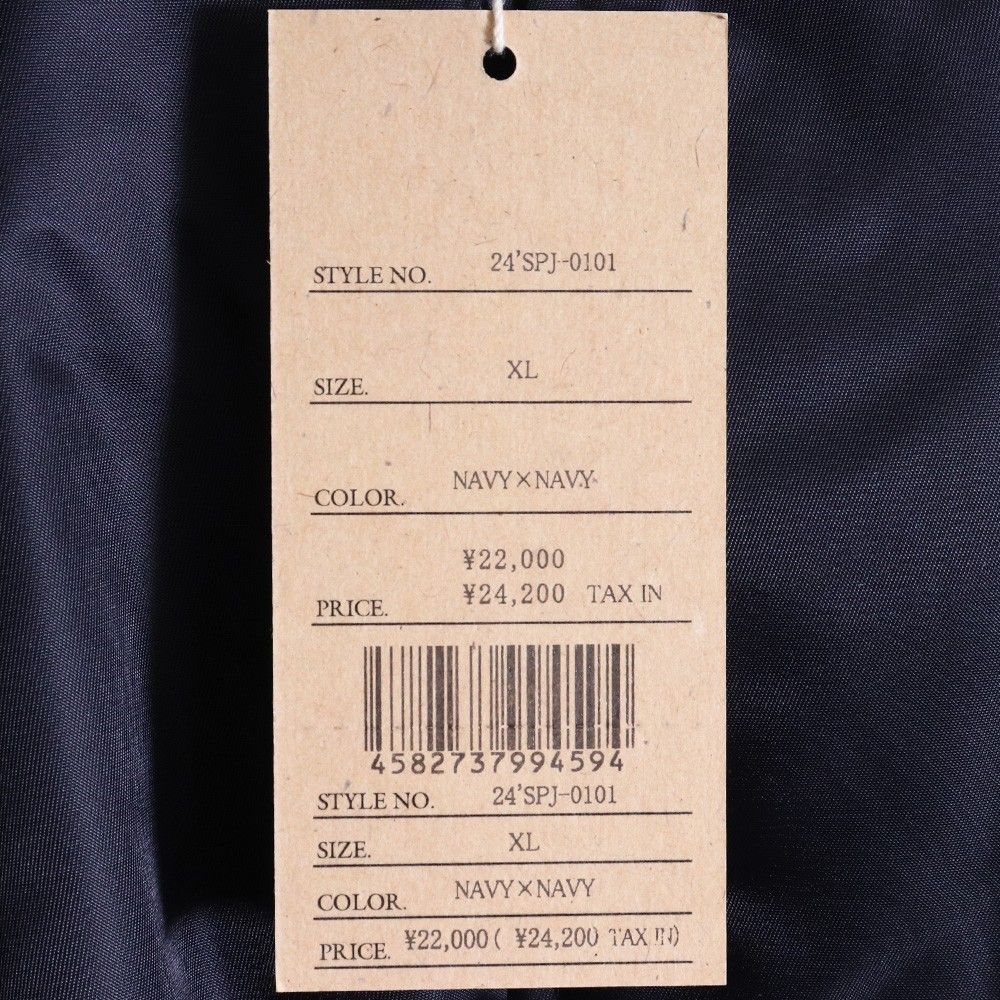 STYLE NO. 24'SPJ-0101
SIZE. XL
COLOR. NAVY×NAVY
¥22,000
PRICE. ¥24,200 TAX IN
4582737994594
STYLE NO. 24'SPJ-0101
SIZE. XL
COLOR. NAVY×NAVY
PRICE. ¥22,000( ¥24,200 TAX IN)